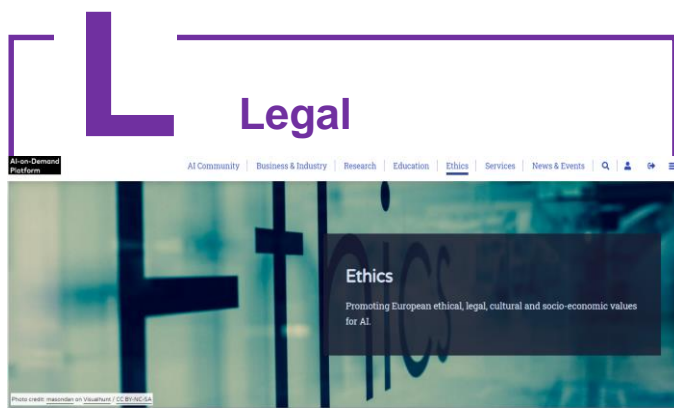 L
Legal
AI-on-Demand
Platform
AI Community Business & Industry Research Education Ethics Services News & Events
Ethics
Ethics
Promoting European ethical, legal, cultural and socio-economic values
for AI.
Photo credit: masondan on Visualhunt / CC BY-NC-SA